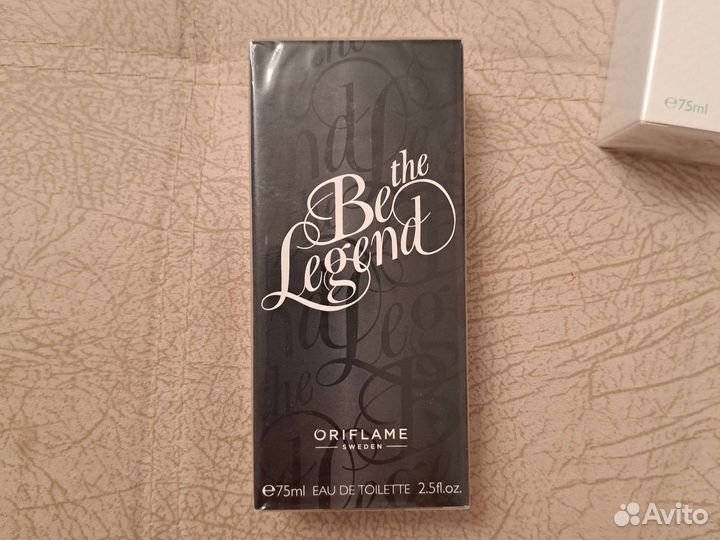 Be the
Legend
ORIFLAME
SWEDEN
℮75ml EAU DE TOILETTE 2.5fl.oz.
℮75ml
Avito